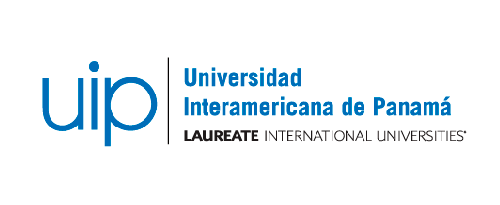 uip
Universidad
Interamericana de Panamá
LAUREATE INTERNATIONAL UNIVERSITIES